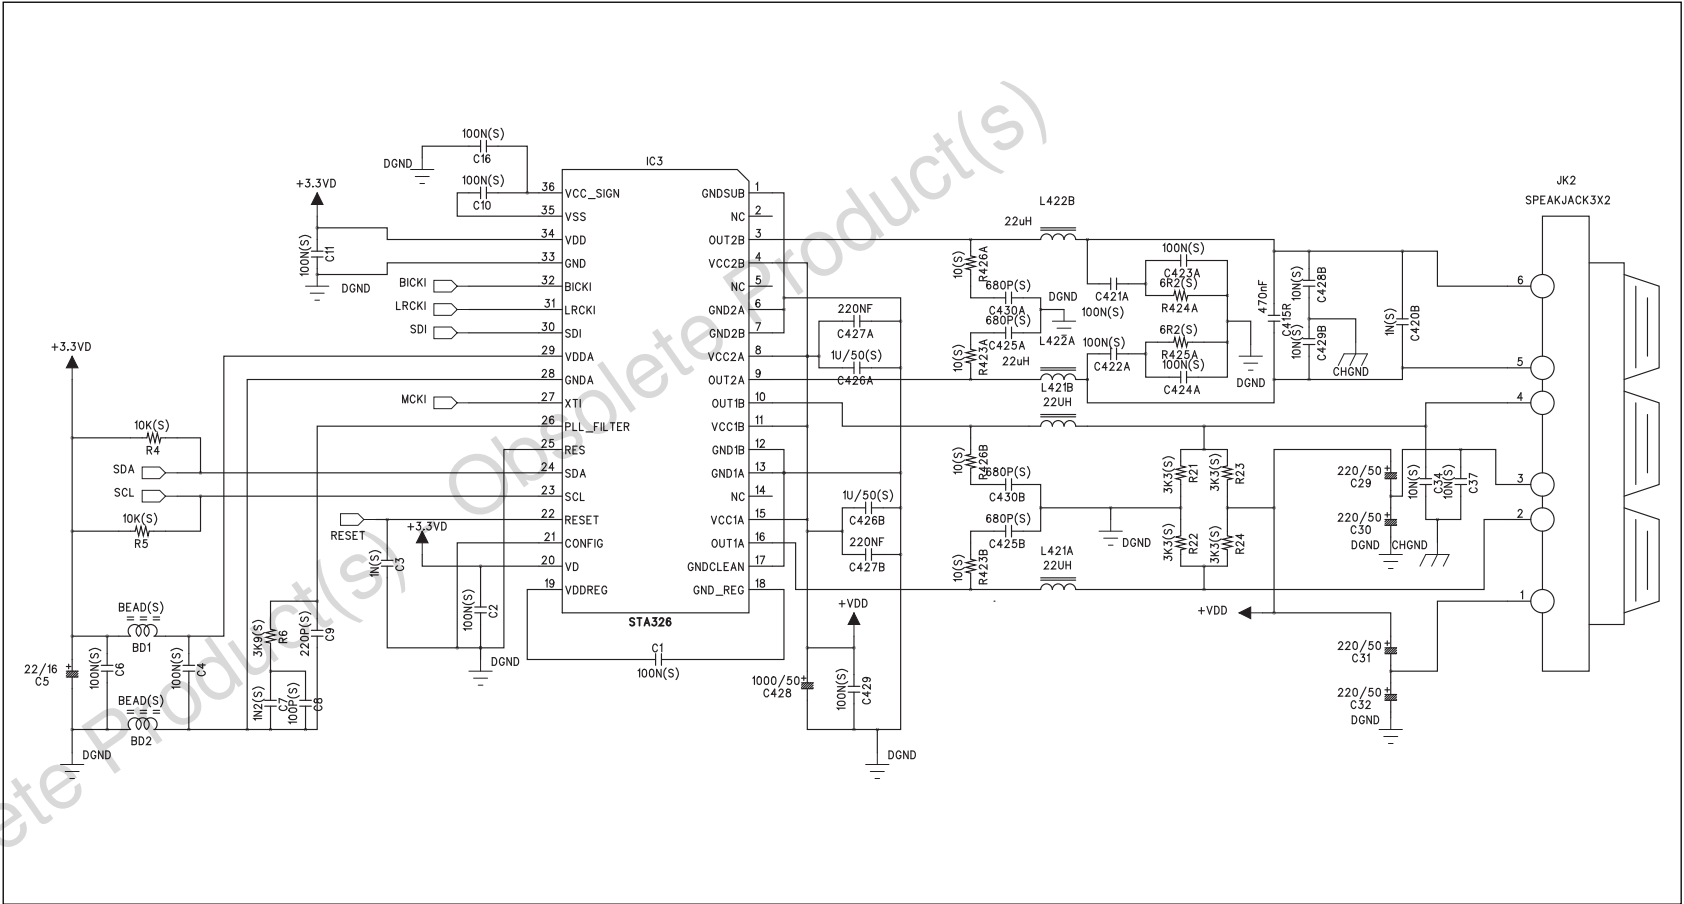 100N(S)
C16
DGND
100N(S)
C10
+3.3VD
100N(S)
C11
DGND
BICKI
LRCKI
SDI
MCKI
+3.3VD
10K(S)
R4
SDA
SCL
10K(S)
R5
RESET
1N(S)
C3
+3.3VD
100N(S)
C2
DGND
BEAD(S)
BD1
22/16
C5
100N(S)
C6
100N(S)
C4
BEAD(S)
BD2
DGND
3K9(S)
R6
220P(S)
C9
1N2(S)
C7
100P(S)
C8
IC3
36 VCC_SIGN
35 VSS
34 VDD
33 GND
32 BICKI
31 LRCKI
30 SDI
29 VDDA
28 GNDA
27 XTI
26 PLL_FILTER
25 RES
24 SDA
23 SCL
22 RESET
21 CONFIG
20 VD
19 VDDREG
GNDSUB 1
NC 2
OUT2B 3
VCC2B 4
NC 5
GND2A 6
GND2B 7
VCC2A 8
OUT2A 9
OUT1B 10
VCC1B 11
GND1B 12
GND1A 13
NC 14
VCC1A 15
OUT1A 16
GNDCLEAN 17
GND_REG 18
STA326
C1
100N(S)
220NF
C427A
1U/50(S)
C426A
1U/50(S)
C426B
220NF
C427B
+VDD
1000/50
C428
100N(S)
C429
DGND
L422B
22uH
10(S)
R426A
680P(S)
C430A
DGND
680P(S)
C425A
10(S)
R423A
L422A
22uH
C421A
100N(S)
100N(S)
C423A
6R2(S)
R424A
100N(S)
C422A
6R2(S)
R425A
100N(S)
C424A
DGND
470nF
C415R
10N(S)
C428B
10N(S)
C429B
CHGND
1N(S)
C420B
L421B
22UH
10(S)
R426B
680P(S)
C430B
680P(S)
C425B
10(S)
R423B
DGND
L421A
22UH
3K3(S)
R21
3K3(S)
R23
3K3(S)
R22
3K3(S)
R24
220/50
C29
220/50
C30
DGND
10N(S)
C34
10N(S)
C37
CHGND
+VDD
220/50
C31
220/50
C32
DGND
JK2
SPEAKJACK3X2
6
5
4
3
2
1
Obsolete Product(s)
ete Product(s)